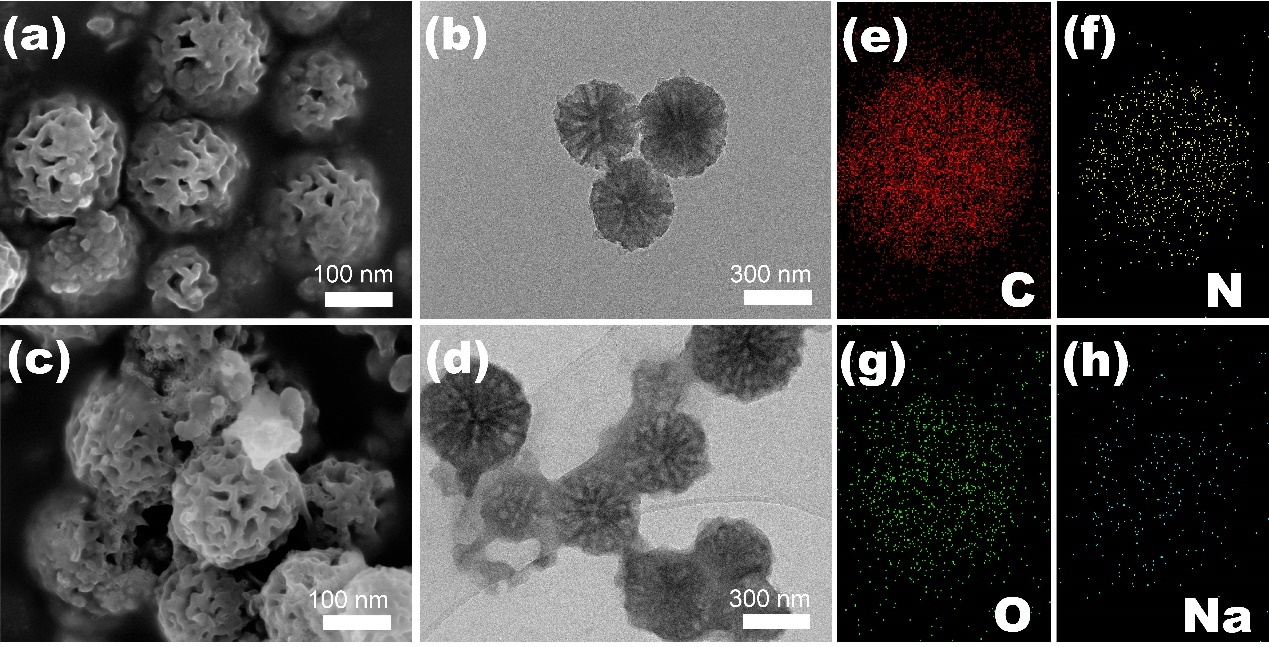 (a)
100 nm
(b)
300 nm
(e)
C
(f)
N
(c)
100 nm
(d)
300 nm
(g)
O
(h)
Na